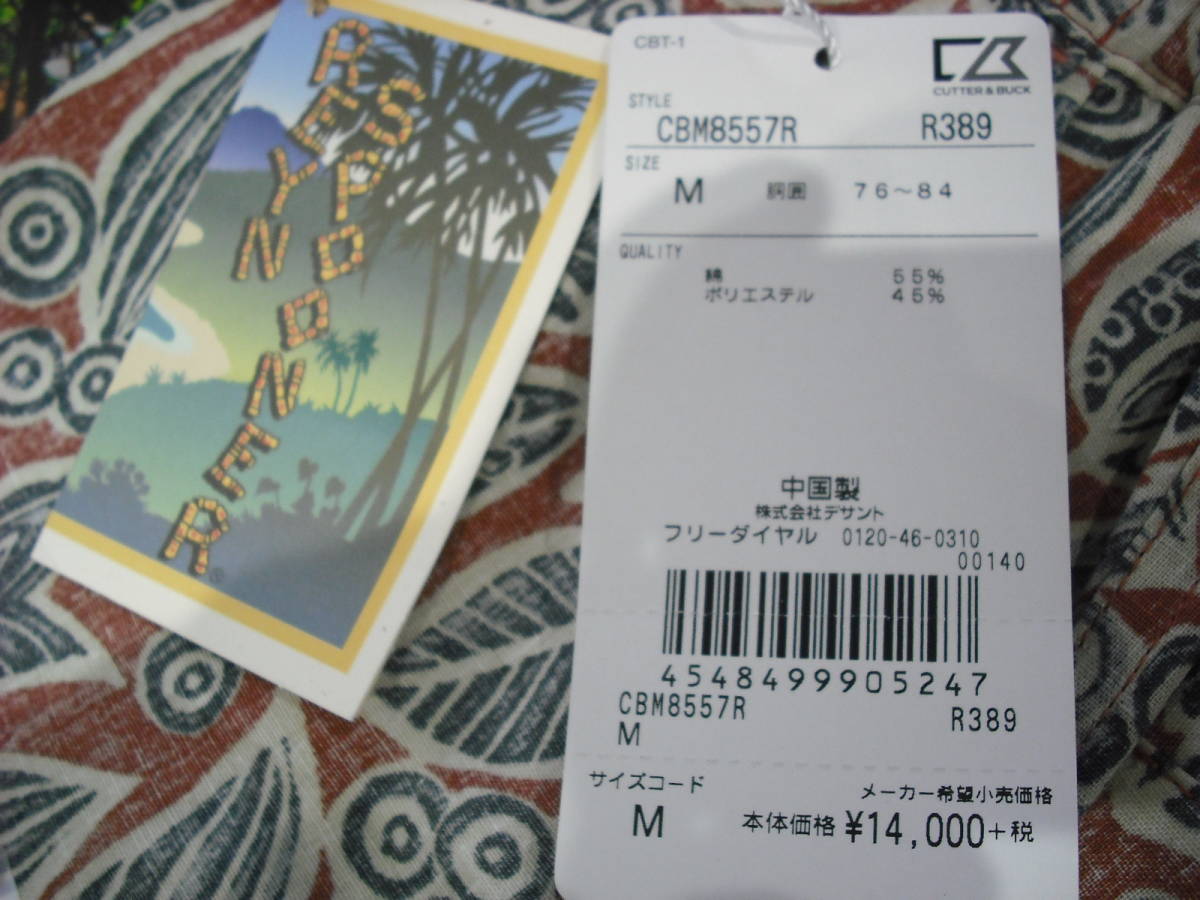 REYN
SPOONER
®
CBT-1
CUTTER & BUCK
STYLE
CBM8557R R389
SIZE
M 胸囲 76～84
QUALITY
綿 55%
ポリエステル 45%
中国製
株式会社デサント
フリーダイヤル 0120-46-0310
00140
4548499905247
CBM8557R R389
M
サイズコード
M
メーカー希望小売価格
本体価格 ¥14,000+税